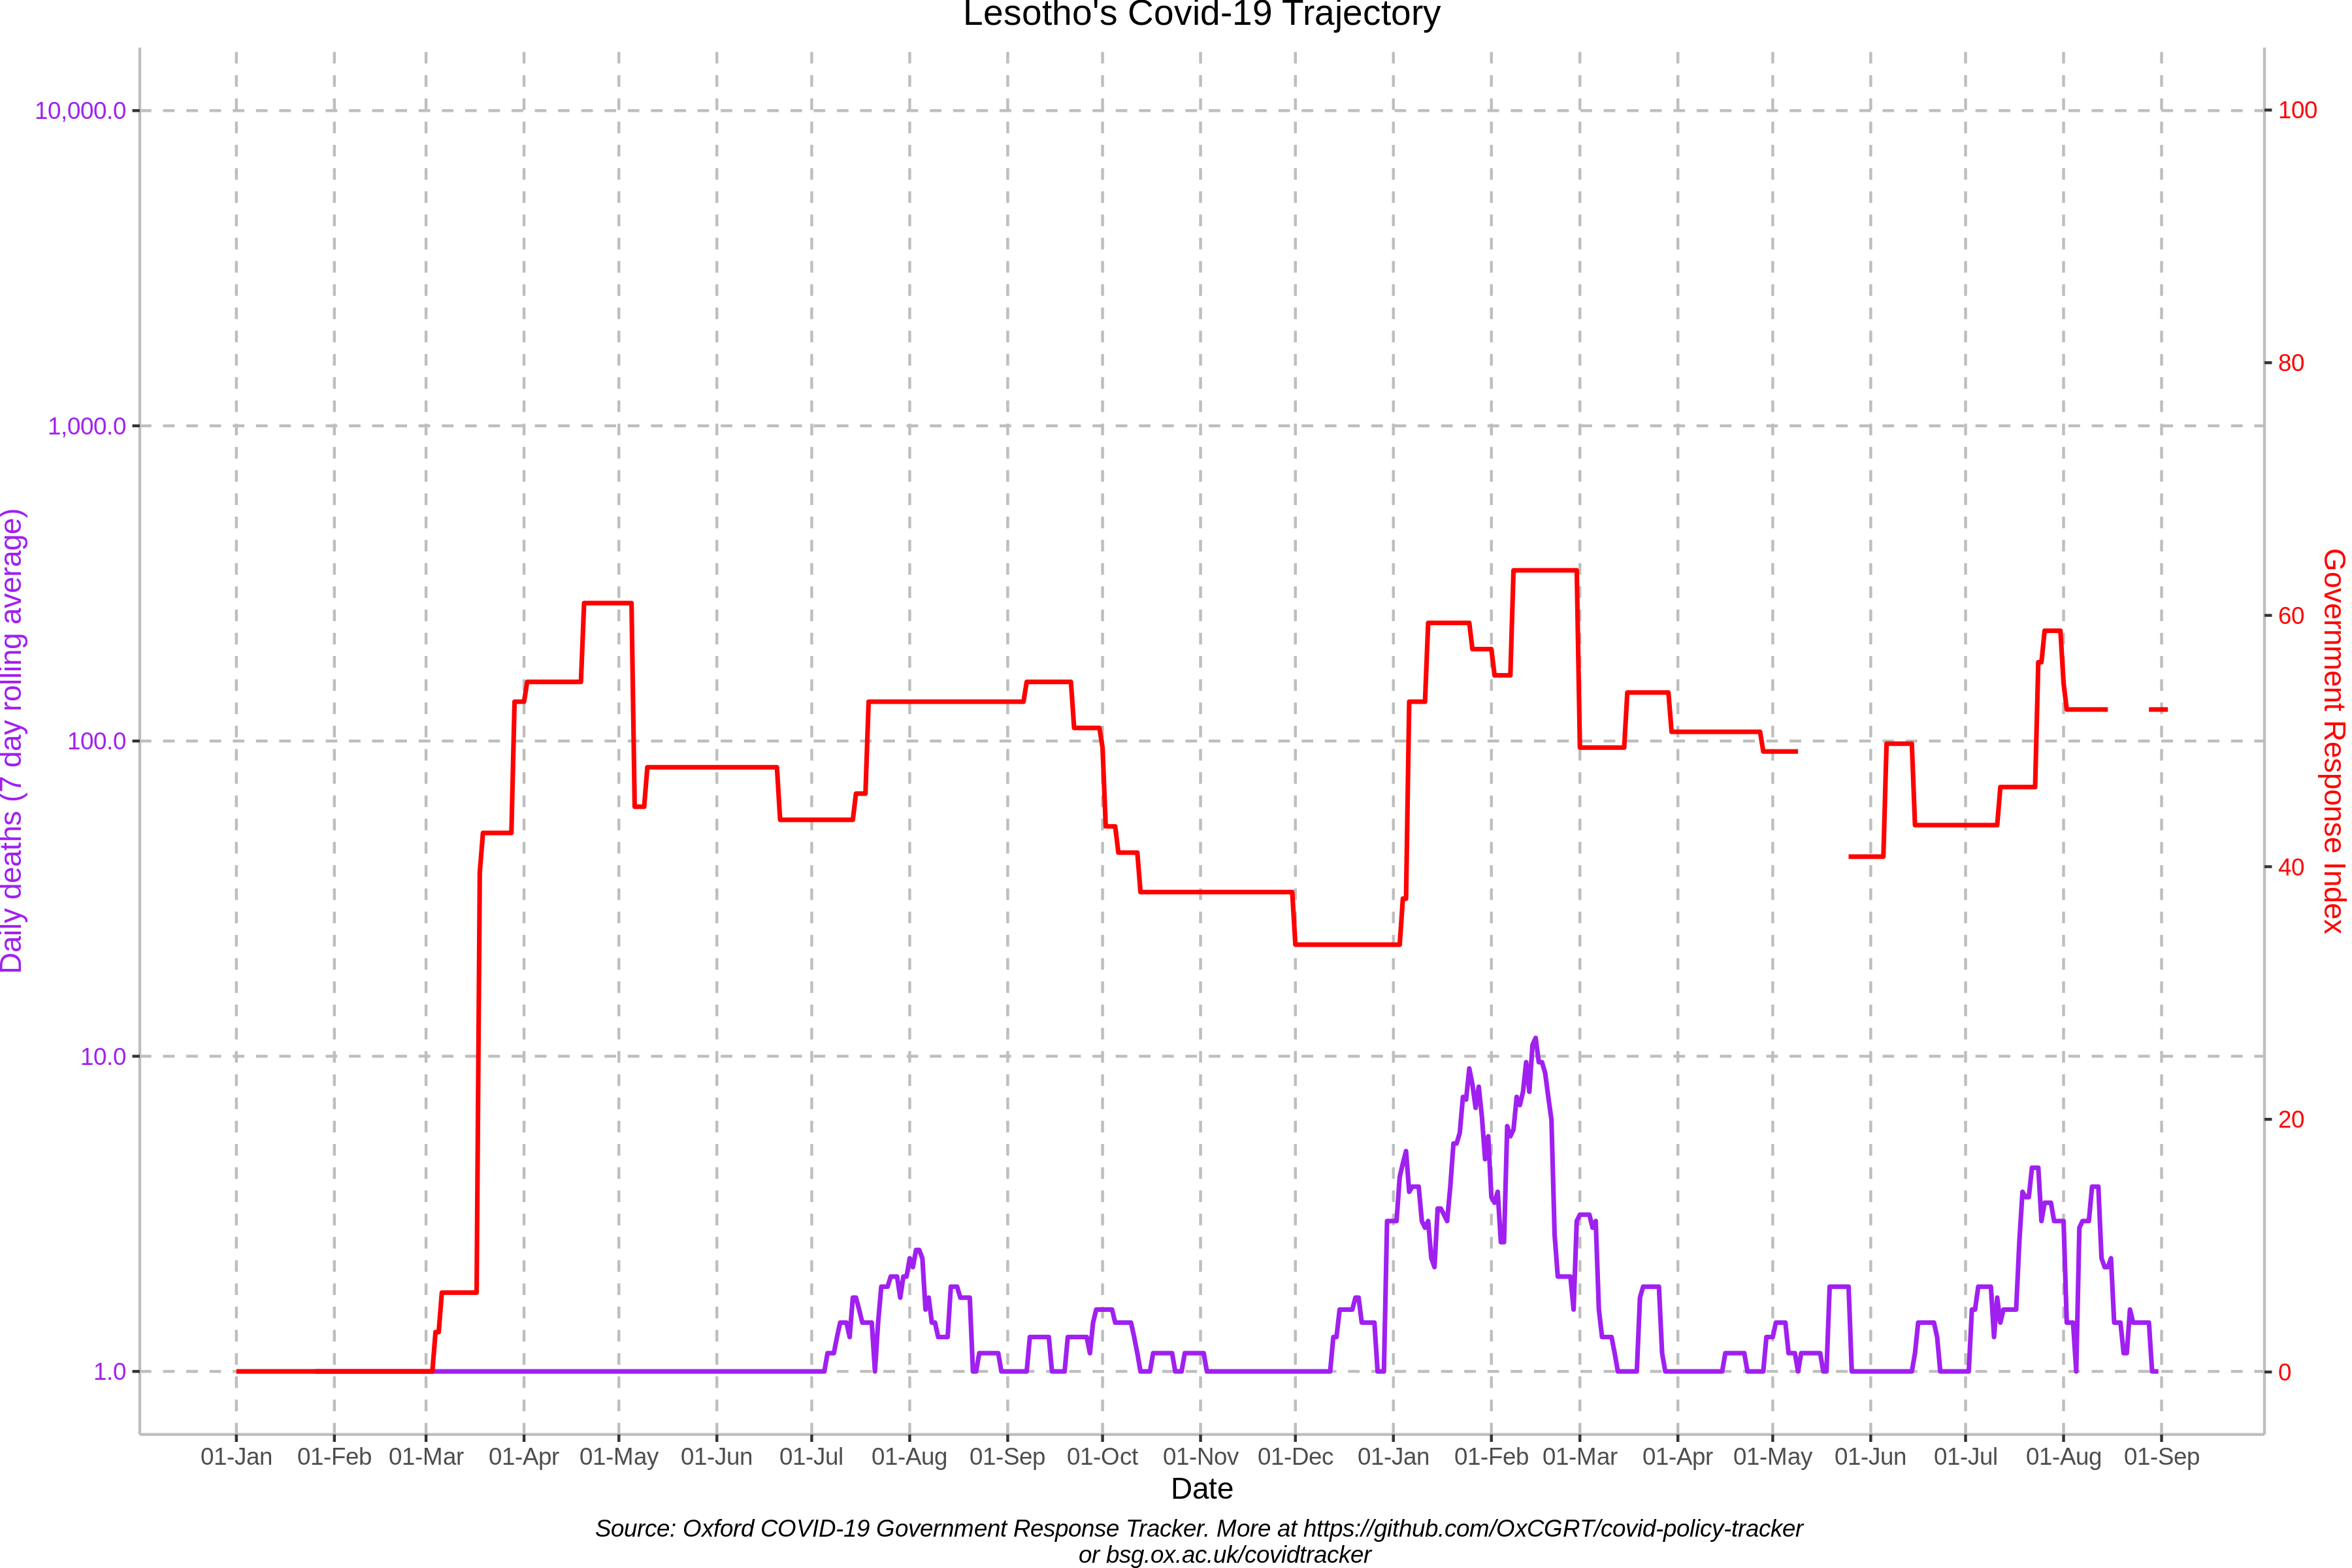 Lesotho's Covid-19 Trajectory
10,000.0
1,000.0
100.0
10.0
1.0
Daily deaths (7 day rolling average)
100
80
60
40
20
0
Government Response Index
01-Jan 01-Feb 01-Mar 01-Apr 01-May 01-Jun 01-Jul 01-Aug 01-Sep 01-Oct 01-Nov 01-Dec 01-Jan 01-Feb 01-Mar 01-Apr 01-May 01-Jun 01-Jul 01-Aug 01-Sep
Date
Source: Oxford COVID-19 Government Response Tracker. More at https://github.com/OxCGRT/covid-policy-tracker
or bsg.ox.ac.uk/covidtracker